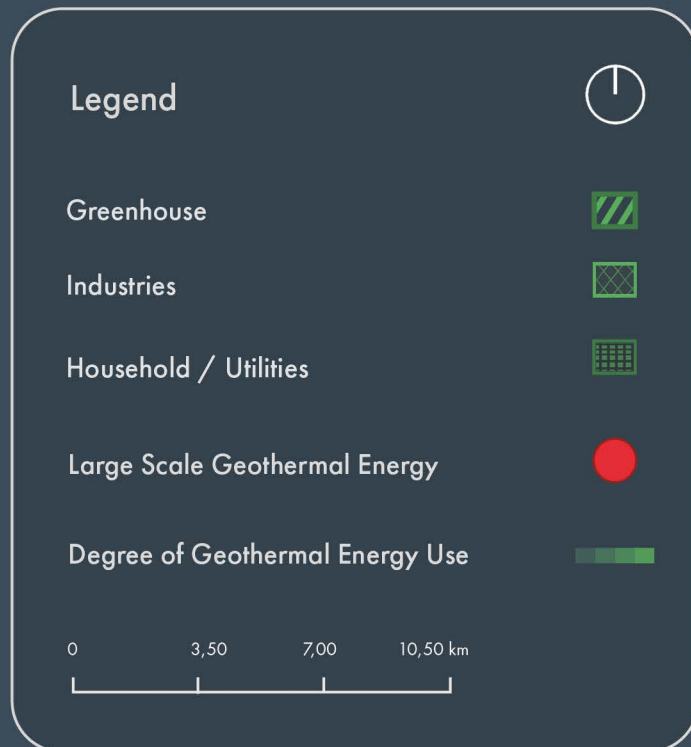 Legend
Greenhouse
Industries
Household / Utilities
Large Scale Geothermal Energy
Degree of Geothermal Energy Use
0 3,50 7,00 10,50 km